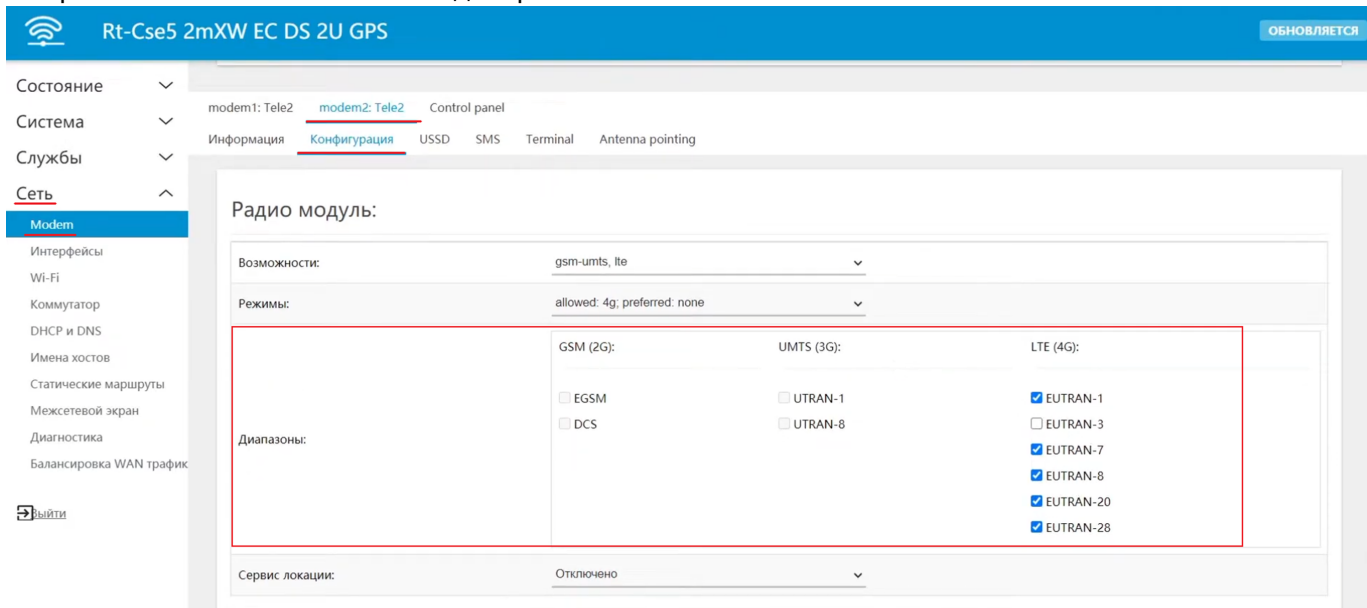 Rt-Cse5 2mXW EC DS 2U GPS
ОБНОВЛЯЕТСЯ
Состояние
Система
Службы
Сеть
Modem
Интерфейсы
Wi-Fi
Коммутатор
DHCP и DNS
Имена хостов
Статические маршруты
Межсетевой экран
Диагностика
Балансировка WAN трафик
Выйти
modem1: Tele2 modem2: Tele2 Control panel
Информация Конфигурация USSD SMS Terminal Antenna pointing
Радио модуль:
Возможности: gsm-umts, lte
Режимы: allowed: 4g; preferred: none
Диапазоны:
GSM (2G): UMTS (3G): LTE (4G):
EGSM UTRAN-1 EUTRAN-1
DCS UTRAN-8 EUTRAN-3
EUTRAN-7
EUTRAN-8
EUTRAN-20
EUTRAN-28
Сервис локации: Отключено